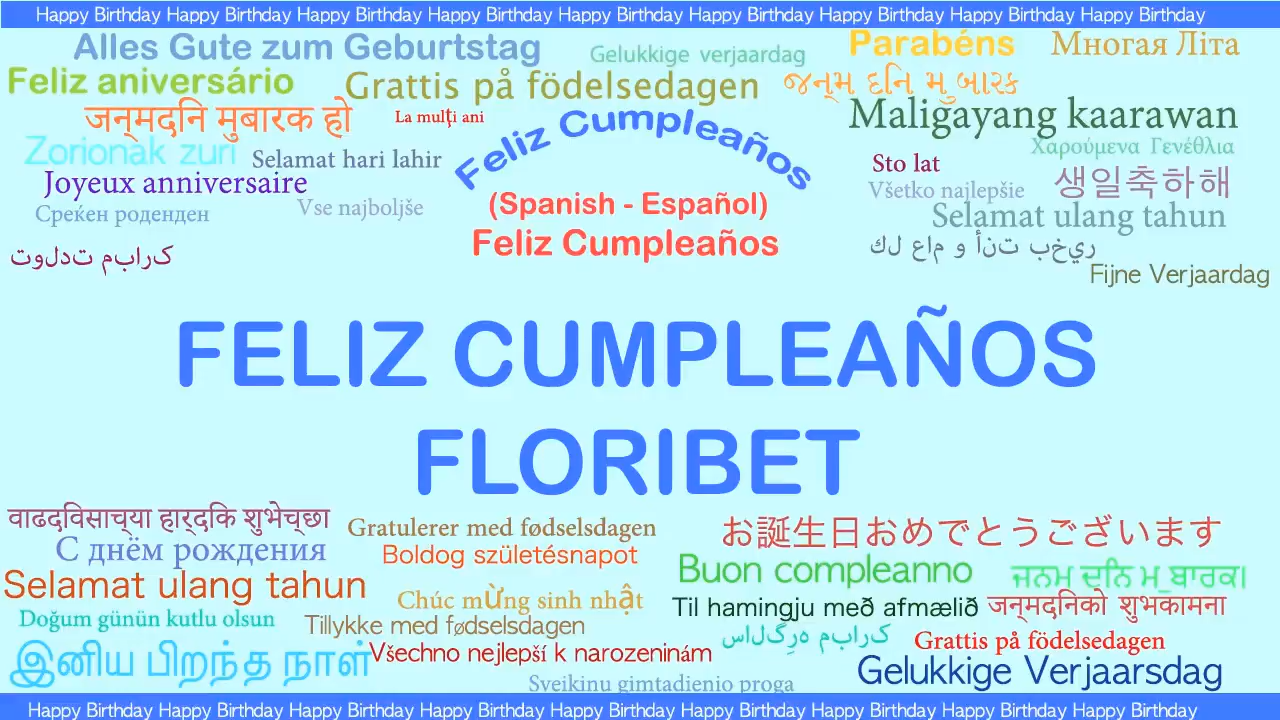 Happy Birthday Happy Birthday Happy Birthday Happy Birthday Happy Birthday Happy Birthday Happy Birthday Happy Birthday Happy Birthday
Alles Gute zum Geburtstag
Gelukkige verjaardag
Parabéns
Многая Літа
Feliz aniversário
Grattis på födelsedagen
જન્મ દિન મુબારક
जन्मदिन मुबारक हो
La mulţi ani
Feliz Cumpleaños
Maligayang kaarawan
Zorionak zuri
Selamat hari lahir
Sto lat
Χαρούμενα Γενέθλια
Joyeux anniversaire
(Spanish - Español)
Všetko najlepšie
생일축하해
Среќен роденден
Vse najboljše
Feliz Cumpleaños
Selamat ulang tahun
تولدت مبارک
كل عام و أنت بخير
Fijne Verjaardag
FELIZ CUMPLEAÑOS
FLORIBET
वाढदिवसाच्या हार्दिक शुभेच्छा
Gratulerer med fødselsdagen
お誕生日おめでとうございます
С днём рождения
Boldog születésnapot
Buon compleanno
ਜਨਮ ਦਿਨ ਮੁਬਾਰਕ।
Selamat ulang tahun
Chúc mừng sinh nhật
Til hamingju með afmælið
जन्मदिनको शुभकामना
Doğum günün kutlu olsun
Tillykke med fødselsdagen
سالگرہ مبارک
Grattis på födelsedagen
இனிய பிறந்த நாள்
Všechno nejlepší k narozeninám
Gelukkige Verjaarsdag
Sveikinu gimtadienio proga
Happy Birthday Happy Birthday Happy Birthday Happy Birthday Happy Birthday Happy Birthday Happy Birthday Happy Birthday Happy Birthday